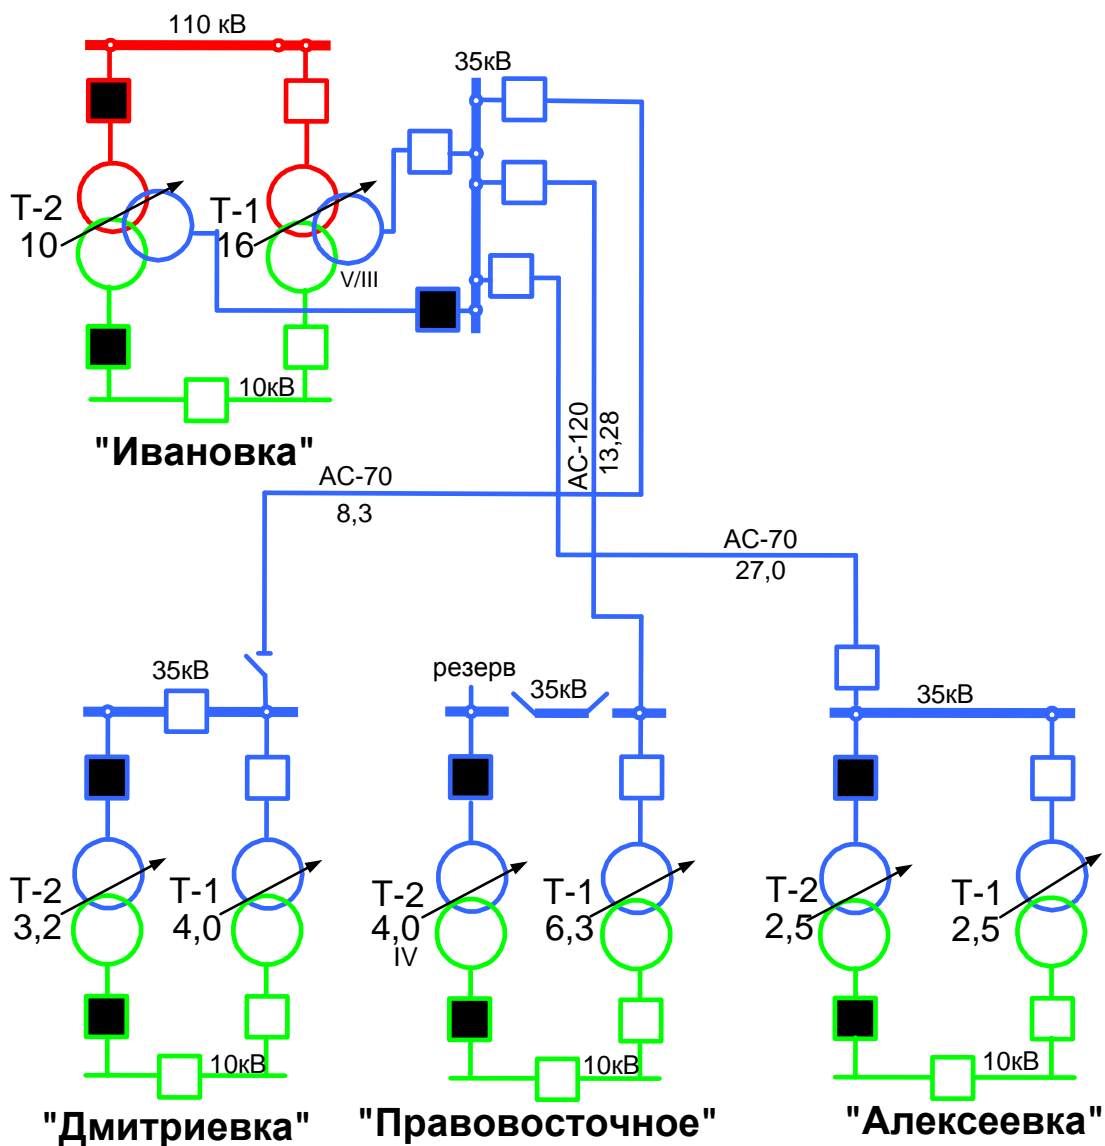 110 кВ
35кВ
Т-2
10
Т-1
16
V/III
10кВ
"Ивановка"
АС-120
13,28
АС-70
8,3
АС-70
27,0
35кВ
резерв
35кВ
35кВ
Т-2
3,2
Т-1
4,0
Т-2
4,0
IV
Т-1
6,3
Т-2
2,5
Т-1
2,5
10кВ
10кВ
10кВ
"Дмитриевка"
"Правовосточное"
"Алексеевка"